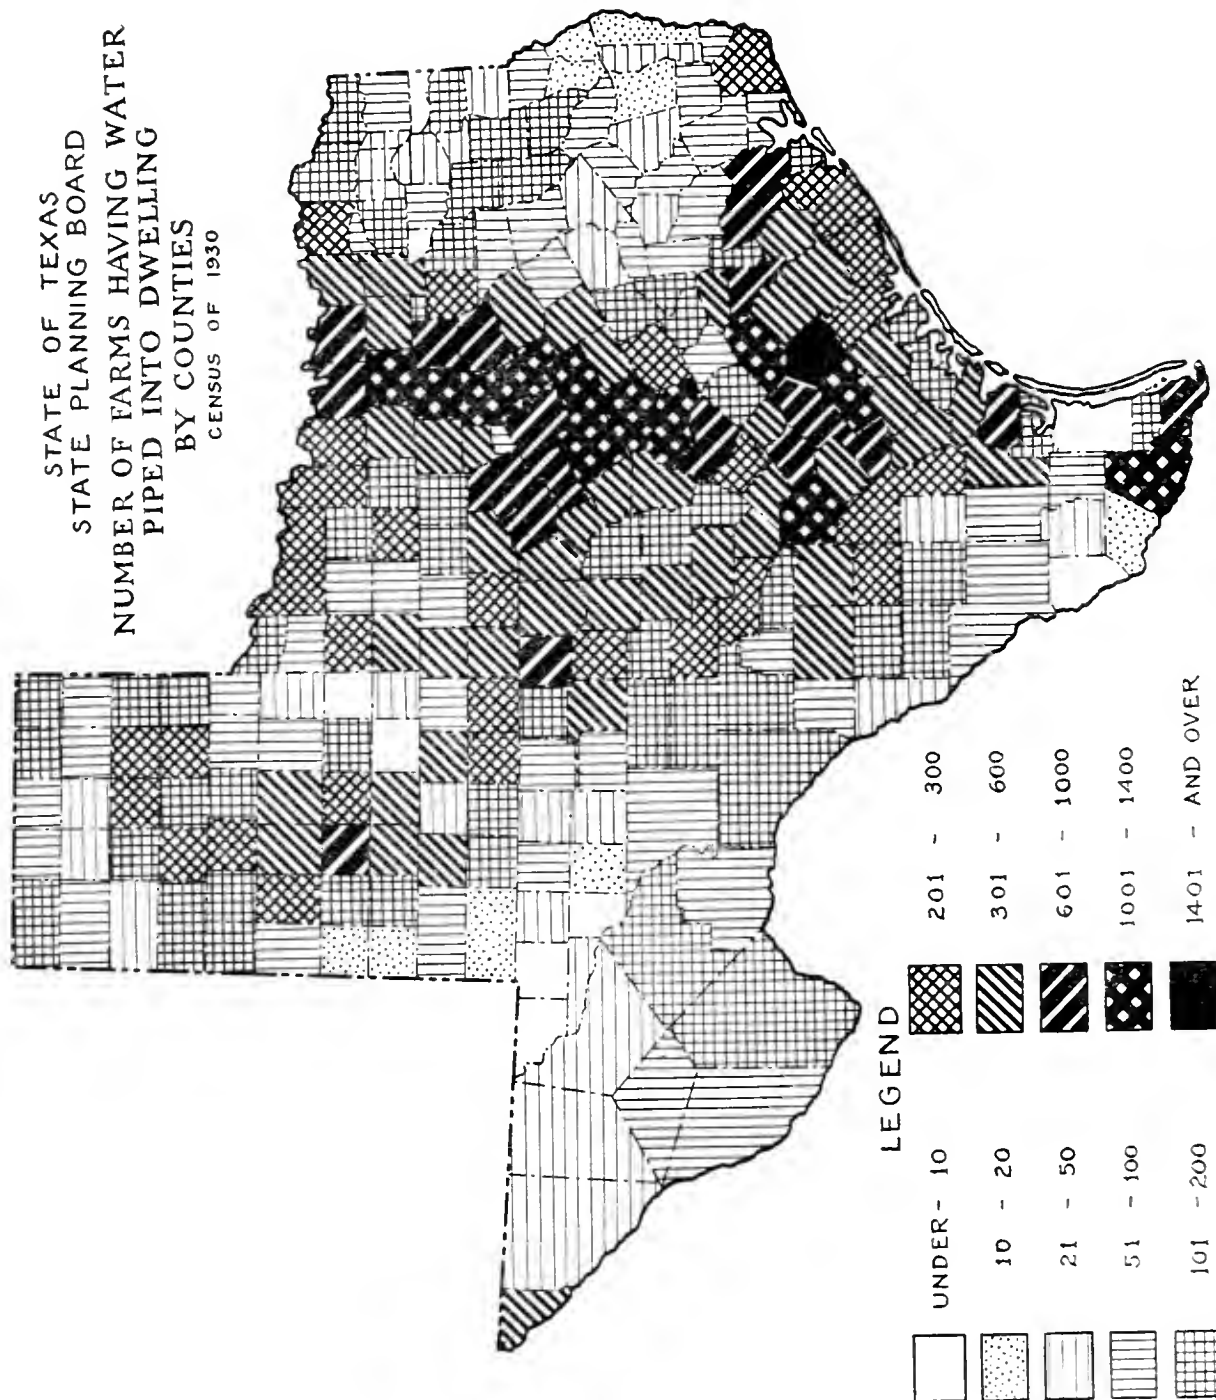 STATE OF TEXAS
STATE PLANNING BOARD
NUMBER OF FARMS HAVING WATER
PIPED INTO DWELLING
BY COUNTIES
CENSUS OF 1930
LEGEND
UNDER - 10
10 - 20
21 - 50
51 - 100
101 - 200
201 - 300
301 - 600
601 - 1000
1001 - 1400
1401 - AND OVER